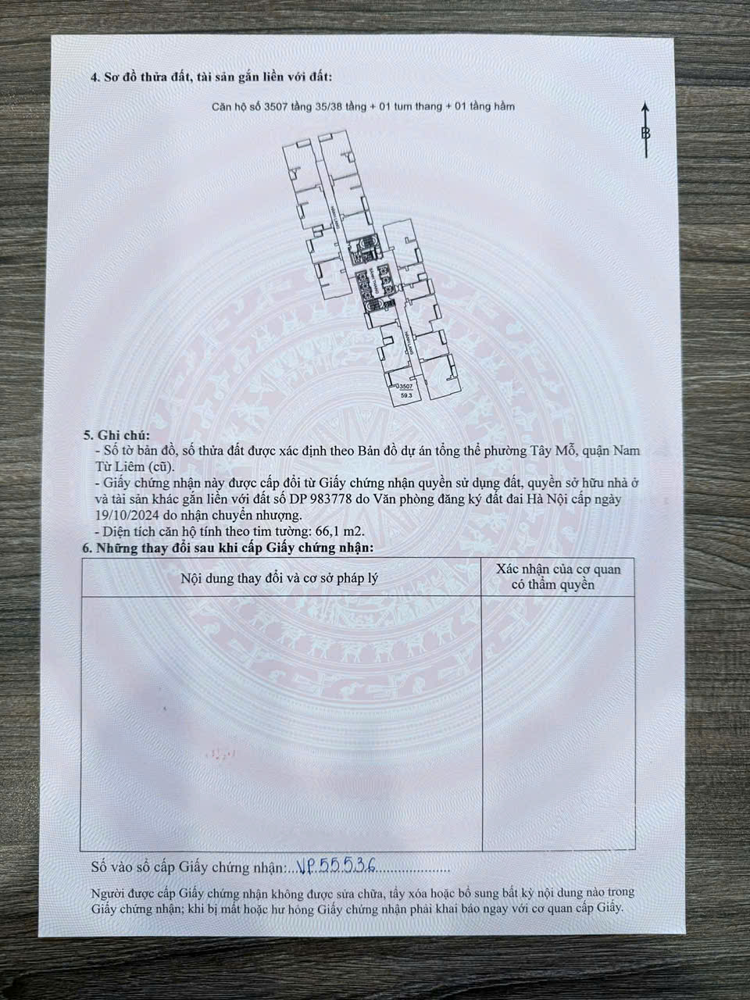 4. Sơ đồ thửa đất, tài sản gắn liền với đất:
Căn hộ số 3507 tầng 35/38 tầng + 01 tum thang + 01 tầng hầm
B
HÀNH LANG
SẢNH THANG
HÀNH LANG
3507
59.3
5. Ghi chú:
- Số tờ bản đồ, số thửa đất được xác định theo Bản đồ dự án tổng thể phường Tây Mỗ, quận Nam
Từ Liêm (cũ).
- Giấy chứng nhận này được cấp đổi từ Giấy chứng nhận quyền sử dụng đất, quyền sở hữu nhà ở
và tài sản khác gắn liền với đất số DP 983778 do Văn phòng đăng ký đất đai Hà Nội cấp ngày
19/10/2024 do nhận chuyển nhượng.
- Diện tích căn hộ tính theo tim tường: 66,1 m2.
6. Những thay đổi sau khi cấp Giấy chứng nhận:
Nội dung thay đổi và cơ sở pháp lý
Xác nhận của cơ quan
có thẩm quyền
Số vào sổ cấp Giấy chứng nhận:...VP.55536....................
Người được cấp Giấy chứng nhận không được sửa chữa, tẩy xóa hoặc bổ sung bất kỳ nội dung nào trong
Giấy chứng nhận; khi bị mất hoặc hư hỏng Giấy chứng nhận phải khai báo ngay với cơ quan cấp Giấy.